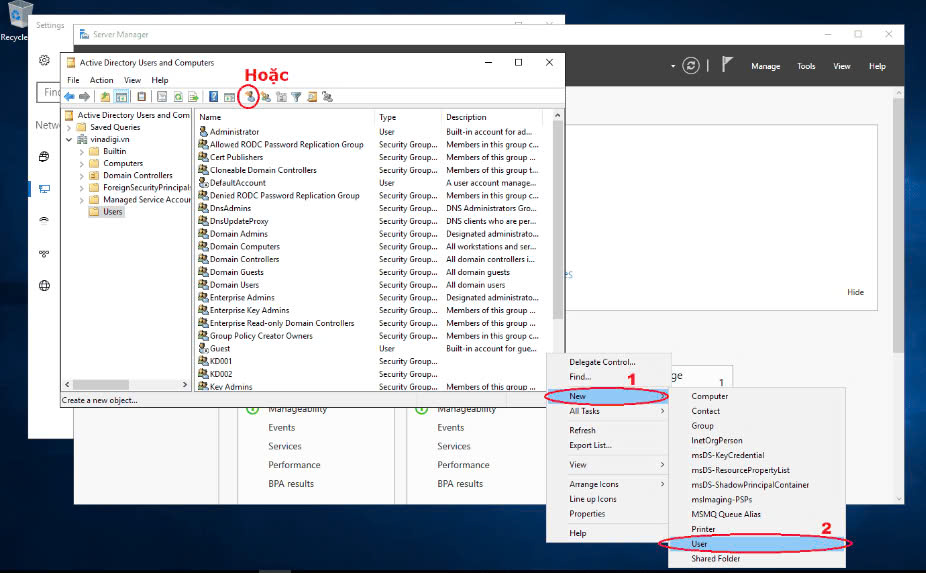 Recycle
Settings
Server Manager
Manage
Tools
View
Help
Hide
Active Directory Users and Computers
File Action View Help
Hoặc
Active Directory Users and Com
Saved Queries
vinadigi.vn
Builtin
Computers
Domain Controllers
ForeignSecurityPrincipals
Managed Service Accour
Users
Name Type Description
Administrator User Built-in account for ad...
Allowed RODC Password Replication Group Security Group... Members in this group c...
Cert Publishers Security Group... Members of this group ...
Cloneable Domain Controllers Security Group... Members of this group t...
DefaultAccount User A user account manage...
Denied RODC Password Replication Group Security Group... Members in this group c...
DnsAdmins Security Group... DNS Administrators Gro...
DnsUpdateProxy Security Group... DNS clients who are per...
Domain Admins Security Group... Designated administrato...
Domain Computers Security Group... All workstations and ser...
Domain Controllers Security Group... All domain controllers i...
Domain Guests Security Group... All domain guests
Domain Users Security Group... All domain users
Enterprise Admins Security Group... Designated administrato...
Enterprise Key Admins Security Group... Members of this group ...
Enterprise Read-only Domain Controllers Security Group... Members of this group ...
Group Policy Creator Owners Security Group... Members in this group c...
Guest User Built-in account for gue...
KD001 Security Group...
KD002 Security Group...
Key Admins Security Group... Members of this group ...
Create a new object...
Manageability
Events
Services
Performance
BPA results
Manageability
Events
Services
Performance
BPA results
1
Delegate Control...
Find...
1
New
All Tasks
Refresh
Export List...
View
Arrange Icons
Line up Icons
Properties
Help
Computer
Contact
Group
InetOrgPerson
msDS-KeyCredential
msDS-ResourcePropertyList
msDS-ShadowPrincipalContainer
msImaging-PSPs
MSMQ Queue Alias
Printer
2
User
Shared Folder